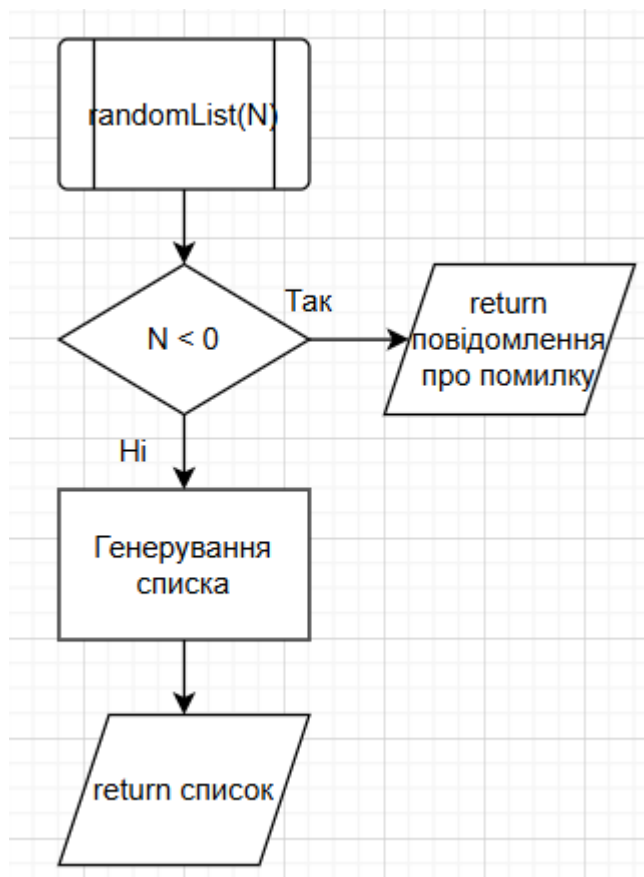 randomList(N)
N < 0
Так
return
повідомлення
про помилку
Ні
Генерування
списка
return список